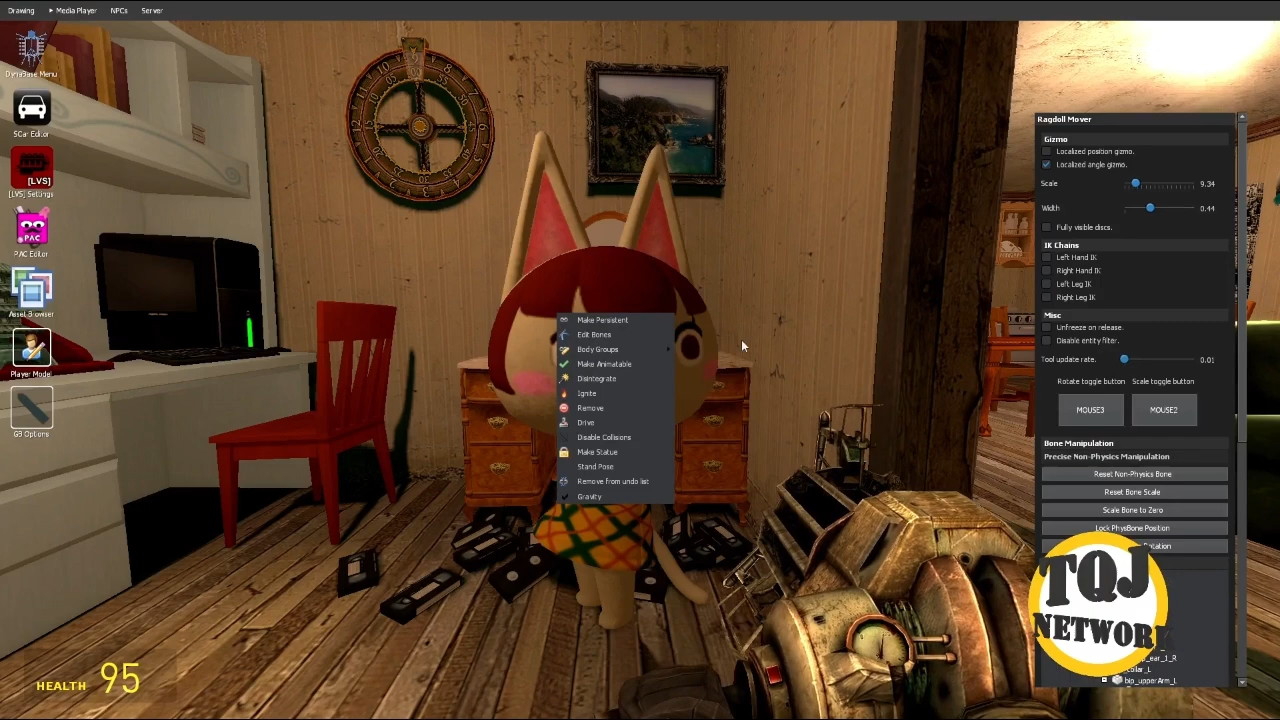 Drawing
Media Player
NPCs
Server
DynaBase Menu
SCar Editor
[LVS]
[LVS] Settings
PAC
PAC Editor
Asset Browser
Player Model
G9 Options
Make Persistent
Edit Bones
Body Groups
Make Animatable
Disintegrate
Ignite
Remove
Drive
Disable Collisions
Make Statue
Stand Pose
Remove from undo list
Gravity
Ragdoll Mover
Gizmo
Localized position gizmo.
Localized angle gizmo.
Scale 9.34
Width 0.44
Fully visible discs.
IK Chains
Left Hand IK
Right Hand IK
Left Leg IK
Right Leg IK
Misc
Unfreeze on release.
Disable entity filter.
Tool update rate. 0.01
Rotate toggle button Scale toggle button
MOUSE3 MOUSE2
Bone Manipulation
Precise Non-Physics Manipulation
Reset Non-Physics Bone
Reset Bone Scale
Scale Bone to Zero
Lock PhysBone Position
TQJ
NETWORK
bip_upperArm_L
HEALTH 95